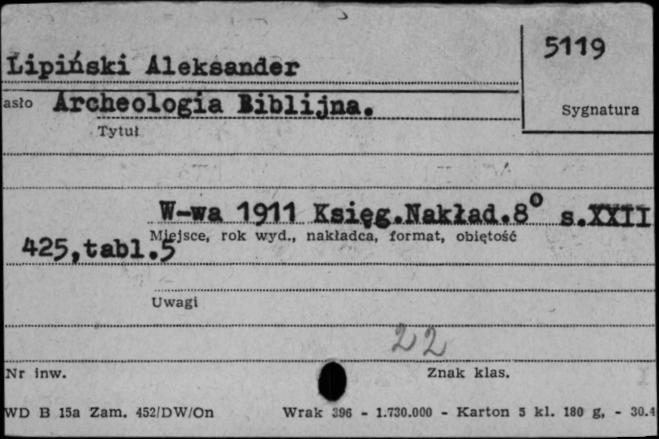 5119
Łipiński Aleksander
asło Archeologia Biblijna.
Sygnatura
Tytuł
W-wa 1911 Księg.Nakład.8° s.XXII
425,tabl.5
Miejsce, rok wyd., nakładca, format, objętość
Uwagi
22
Nr inw.
Znak klas.
WD B 15a Zam. 452/DW/On Wrak 396 - 1.730.000 - Karton 5 kl. 180 g, - 30.4